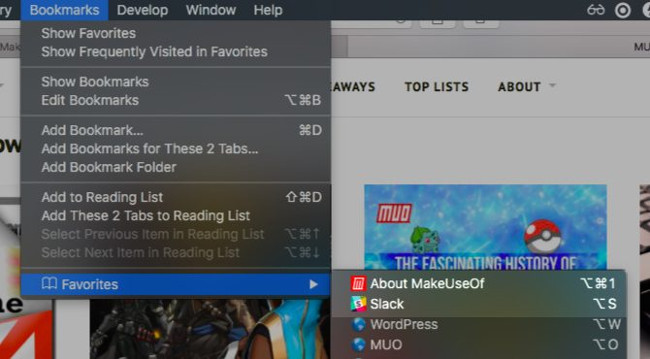 ry Bookmarks Develop Window Help
Show Favorites
Show Frequently Visited in Favorites
Show Bookmarks
Edit Bookmarks ⌥⌘B
Add Bookmark... ⌘D
Add Bookmarks for These 2 Tabs...
Add Bookmark Folder
Add to Reading List ⇧⌘D
Add These 2 Tabs to Reading List
Select Previous Item in Reading List ⌥⌘↑
Select Next Item in Reading List ⌥⌘↓
Favorites
Mak
MU
AWAYS TOP LISTS ABOUT
ow
MUO
THE FASCINATING HISTORY OF
About MakeUseOf ⌥⌘1
Slack ⌥S
WordPress ⌥W
MUO ⌥O